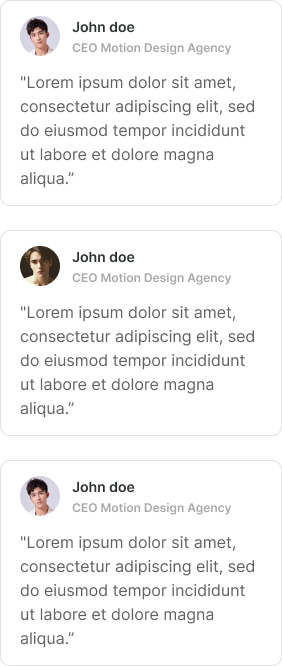 John doe
CEO Motion Design Agency
"Lorem ipsum dolor sit amet,
consectetur adipiscing elit, sed
do eiusmod tempor incididunt
ut labore et dolore magna
aliqua.”
John doe
CEO Motion Design Agency
"Lorem ipsum dolor sit amet,
consectetur adipiscing elit, sed
do eiusmod tempor incididunt
ut labore et dolore magna
aliqua.”
John doe
CEO Motion Design Agency
"Lorem ipsum dolor sit amet,
consectetur adipiscing elit, sed
do eiusmod tempor incididunt
ut labore et dolore magna
aliqua.”